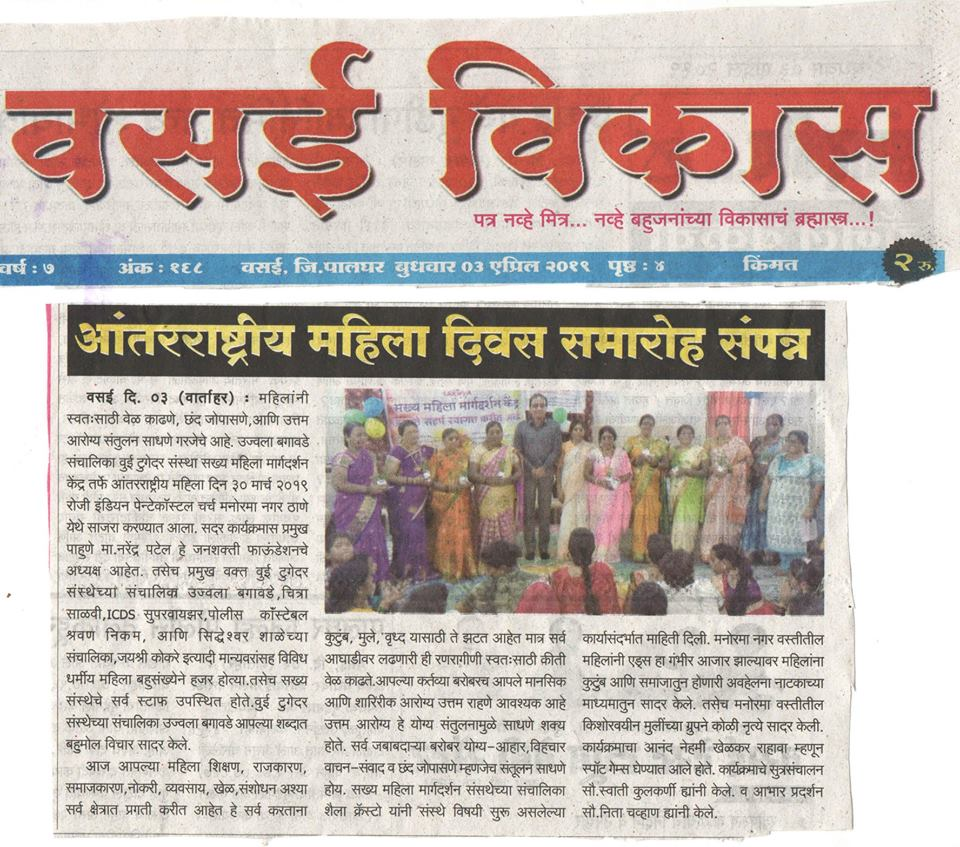 वसई विकास
पत्र नव्हे मित्र... नव्हे बहुजनांच्या विकासाचं ब्रह्मास्त्र...!
वर्ष : ७ अंक : १६८ वसई, जि.पालघर बुधवार ०३ एप्रिल २०१९ पृष्ठ : ४ किंमत २ रु.
आंतरराष्ट्रीय महिला दिवस समारोह संपन्न
वसई दि. ०३ (वार्ताहर) : महिलांनी
स्वतःसाठी वेळ काढणे, छंद जोपासणे,आणि उत्तम
आरोग्य संतुलन साधणे गरजेचे आहे. उज्वला बगावडे
संचालिका वुई टुगेदर संस्था सख्य महिला मार्गदर्शन
केंद्र तर्फे आंतरराष्ट्रीय महिला दिन ३० मार्च २०१९
रोजी इंडियन पेन्टेकॉस्टल चर्च मनोरमा नगर ठाणे
येथे साजरा करण्यात आला. सदर कार्यक्रमास प्रमुख
पाहुणे मा.नरेंद्र पटेल हे जनशक्ती फाऊंडेशनचे
अध्यक्ष आहेत. तसेच प्रमुख वक्त वुई टुगेदर
संस्थेच्या संचालिका उज्वला बगावडे, चित्रा
साळवी,ICDS सुपरवायझर,पोलीस कॉस्टेबल
श्रवण निकम, आणि सिद्धेश्वर शाळेच्या
संचालिका,जयश्री कोकरे इत्यादी मान्यवरांसह विविध
धर्मीय महिला बहुसंख्येने हजर होत्या.तसेच सख्य
संस्थेचे सर्व स्टाफ उपस्थित होते.वुई टुगेदर
संस्थेच्या संचालिका उज्वला बगावडे आपल्या शब्दात
बहुमोल विचार सादर केले.
आज आपल्या महिला शिक्षण, राजकारण,
समाजकारण,नोकरी, व्यवसाय, खेळ,संशोधन अश्या
सर्व क्षेत्रात प्रगती करीत आहेत हे सर्व करताना
सख्य महिला मार्गदर्शन केंद्र
कुटुंब, मुले, वृध्द यासाठी ते झटत आहेत मात्र सर्व
आघाडीवर लढणारी ही रणरागीणी स्वतःसाठी क्रीती
वेळ काढते.आपल्या कर्तव्या बरोबरच आपले मानसिक
आणि शारिरीक आरोग्य उत्तम राहणे आवश्यक आहे
उत्तम आरोग्य हे योग्य संतुलनामुळे साधणे शक्य
होते. सर्व जबाबदाऱ्या बरोबर योग्य-आहार,विहचार
वाचन-संवाद व छंद जोपासणे म्हणजेच संतूलन साधणे
होय. सख्य महिला मार्गदर्शन संसथेच्या संचालिका
शैला क्रॅस्टो यांनी 'संस्थे विषयी सुरू असलेल्या
कार्यासंदर्भात माहिती दिली. मनोरमा नगर वस्तीतील
महिलांनी एड्स हा गंभीर आजार झाल्यावर महिलांना
कुटुंब आणि समाजातुन होणारी अवहेलना नाटकाच्या
माध्यमातुन सादर केले. तसेच मनोरमा वस्तीतील
किशोरवयीन मुलींच्या ग्रुपने कोळी नृत्ये सादर केली.
कार्यक्रमाचा आनंद नेहमी खेळकर राहावा म्हणून
स्पॉट गेम्स घेण्यात आले होते. कार्यक्रमाचे सुत्रसंचालन
सौ.स्वाती कुलकर्णी ह्यांनी केले. व आभार प्रदर्शन
सौ.निता चव्हाण ह्यांनी केले.